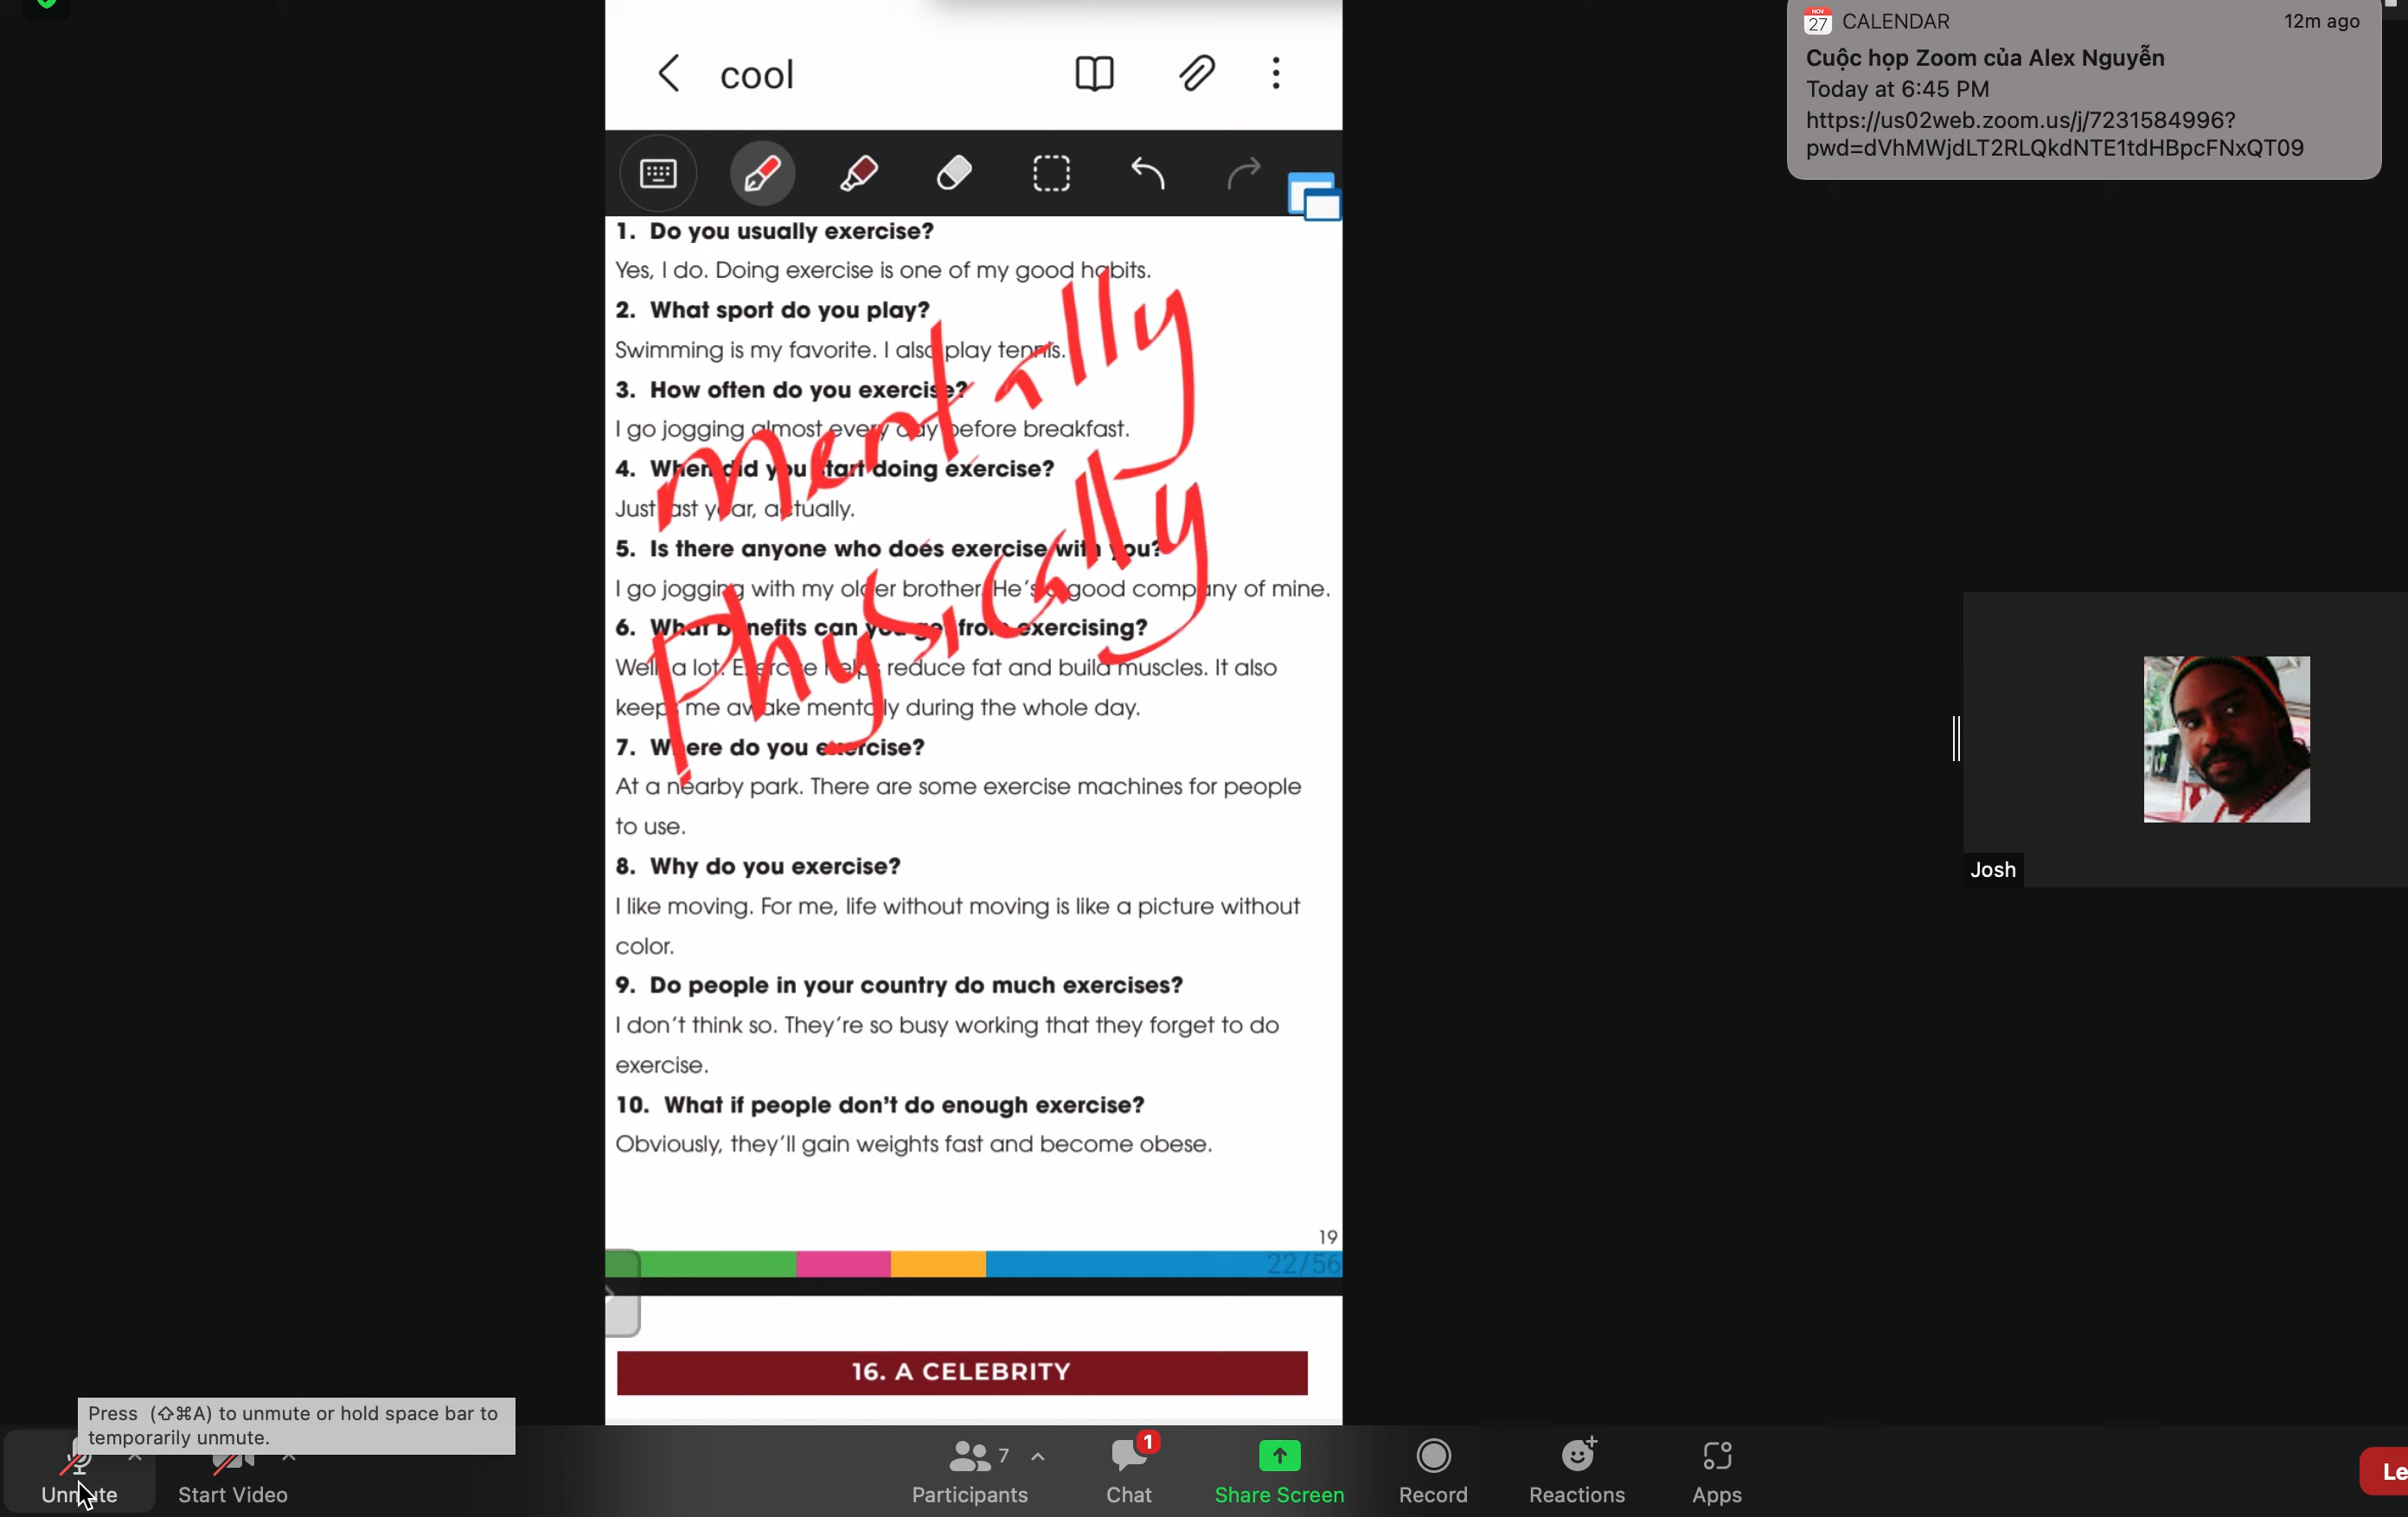 cool
27
CALENDAR
12m ago
Cuộc họp Zoom của Alex Nguyễn
Today at 6:45 PM
https://us02web.zoom.us/j/7231584996?
pwd=dVhMWjdLT2RLQkdNTE1tdHBpcFNxQT09
1. Do you usually exercise?
Yes, I do. Doing exercise is one of my good habits.
2. What sport do you play?
Swimming is my favorite. I also play tennis.
3. How often do you exercise?
I go jogging almost every day before breakfast.
4. When did you start doing exercise?
Just last year, actually.
5. Is there anyone who does exercise with you?
I go jogging with my older brother. He's a good company of mine.
6. What benefits can you get from exercising?
Well, a lot. Exercise helps reduce fat and build muscles. It also
keeps me awake mentally during the whole day.
7. Where do you exercise?
At a nearby park. There are some exercise machines for people
to use.
8. Why do you exercise?
I like moving. For me, life without moving is like a picture without
color.
9. Do people in your country do much exercises?
I don't think so. They're so busy working that they forget to do
exercise.
10. What if people don't do enough exercise?
Obviously, they'll gain weights fast and become obese.
mentally
Physically
19
22/56
16. A CELEBRITY
Josh
Press (⇧⌘A) to unmute or hold space bar to
temporarily unmute.
Unmute
Start Video
7
Participants
1
Chat
Share Screen
Record
Reactions
Apps
Le